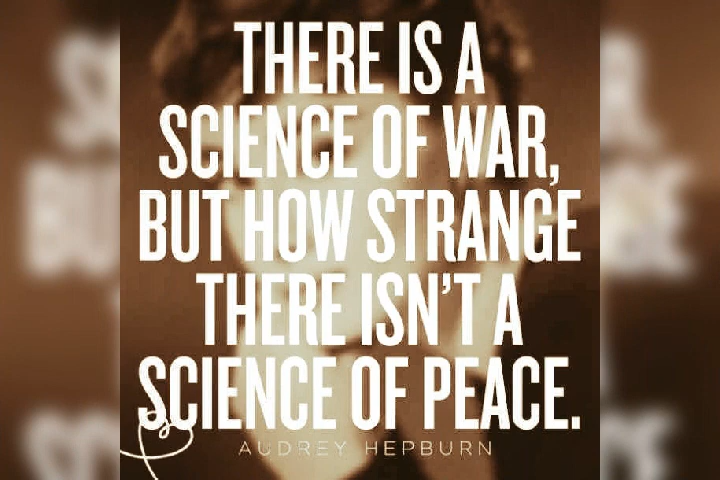 THERE IS A
SCIENCE OF WAR,
BUT HOW STRANGE
THERE ISN'T A
SCIENCE OF PEACE.
AUDREY HEPBURN